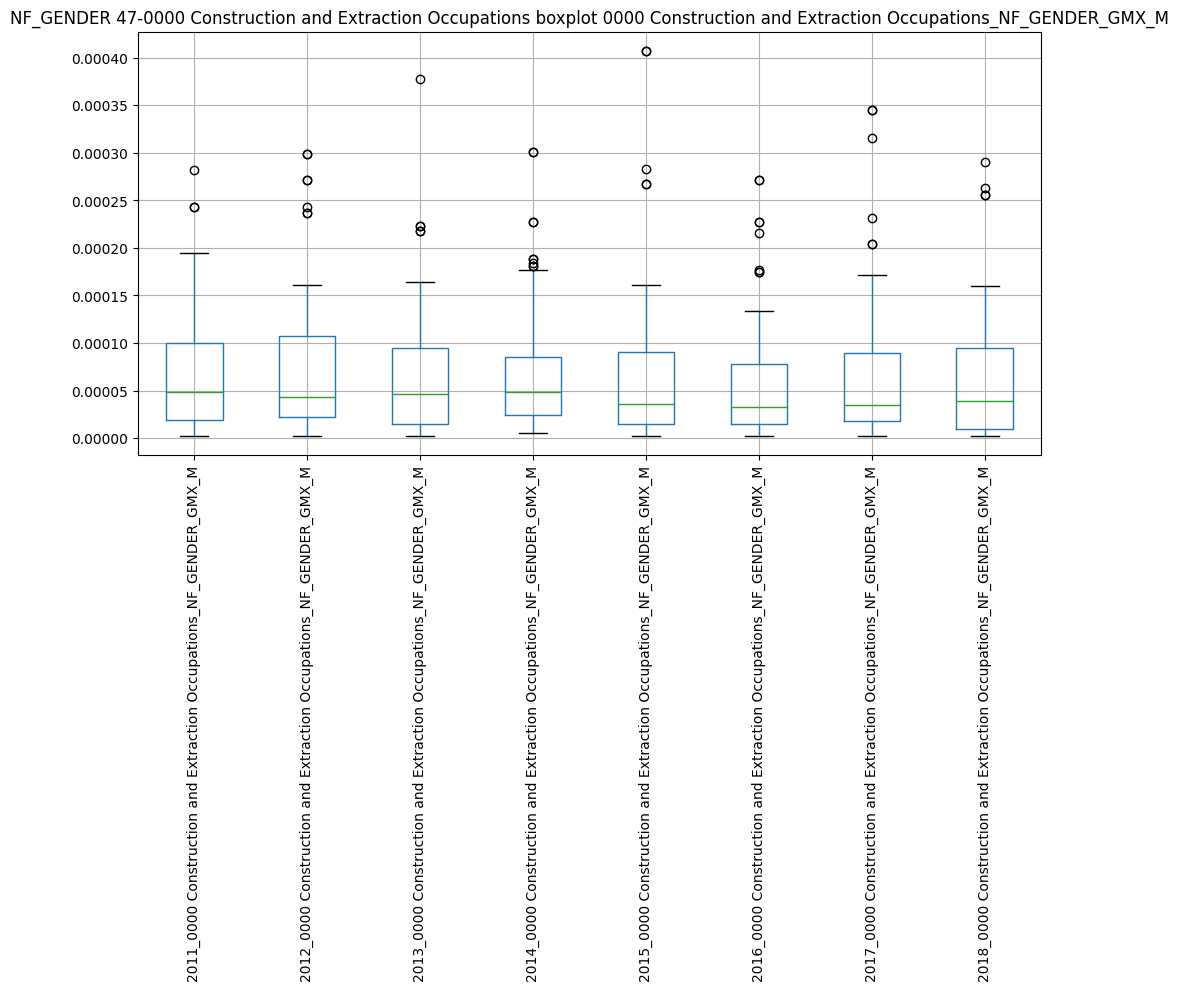 NF_GENDER 47-0000 Construction and Extraction Occupations boxplot 0000 Construction and Extraction Occupations_NF_GENDER_GMX_M
0.00040
0.00035
0.00030
0.00025
0.00020
0.00015
0.00010
0.00005
0.00000
2011_0000 Construction and Extraction Occupations_NF_GENDER_GMX_M
2012_0000 Construction and Extraction Occupations_NF_GENDER_GMX_M
2013_0000 Construction and Extraction Occupations_NF_GENDER_GMX_M
2014_0000 Construction and Extraction Occupations_NF_GENDER_GMX_M
2015_0000 Construction and Extraction Occupations_NF_GENDER_GMX_M
2016_0000 Construction and Extraction Occupations_NF_GENDER_GMX_M
2017_0000 Construction and Extraction Occupations_NF_GENDER_GMX_M
2018_0000 Construction and Extraction Occupations_NF_GENDER_GMX_M